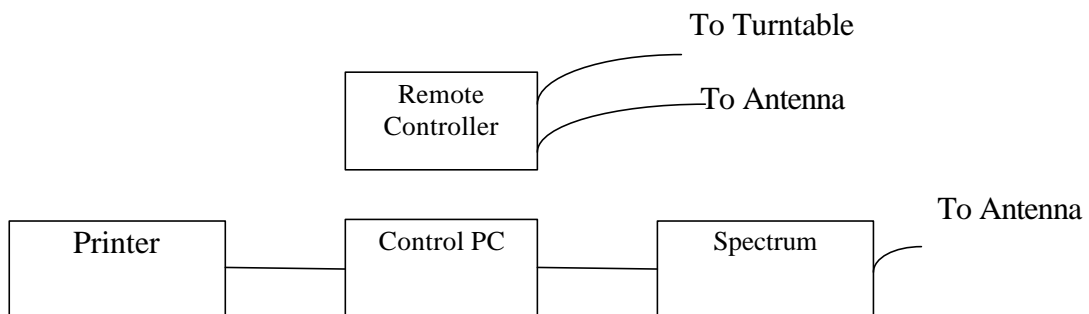 To Turntable
Remote
Controller
To Antenna
To Antenna
Printer
Control PC
Spectrum